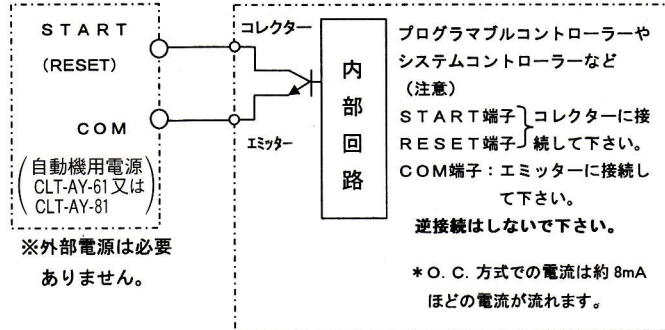 START
(RESET)
COM
(自動機用電源
CLT-AY-61又は
CLT-AY-81)
※外部電源は必要
ありません。
コレクター
エミッター
内部回路
プログラマブルコントローラーや
システムコントローラーなど
(注意)
START端子
RESET端子
}コレクターに接
続して下さい。
COM端子:エミッターに接続し
て下さい。
逆接続はしないで下さい。
*O.C.方式での電流は約8mA
ほどの電流が流れます。